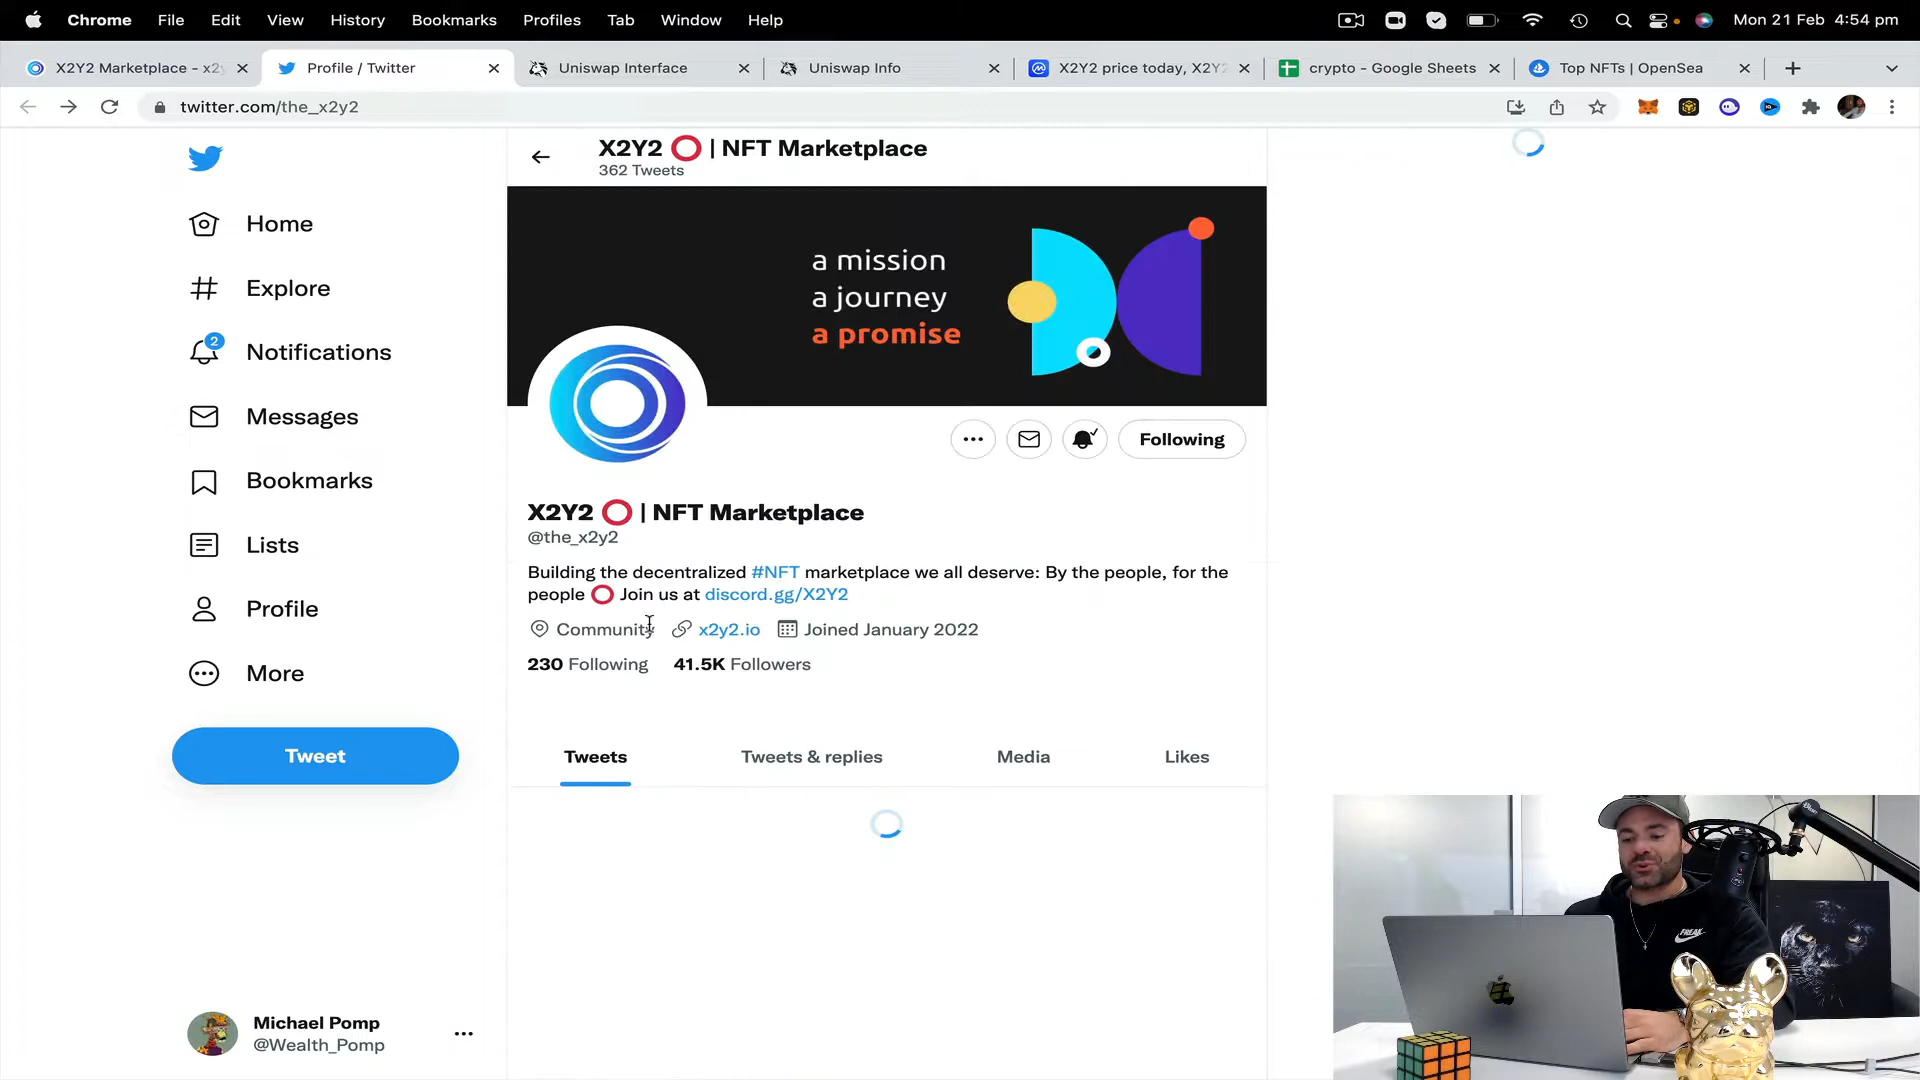 Chrome File Edit View History Bookmarks Profiles Tab Window Help Mon 21 Feb 4:54 pm
X2Y2 Marketplace - x2y Profile / Twitter Uniswap Interface Uniswap Info X2Y2 price today, X2Y2 crypto - Google Sheets Top NFTs | OpenSea
twitter.com/the_x2y2
X2Y2 ⭕ | NFT Marketplace
362 Tweets
a mission
a journey
a promise
Home
Explore
2
Notifications
Messages
Bookmarks
Lists
Profile
More
Tweet
Following
X2Y2 ⭕ | NFT Marketplace
@the_x2y2
Building the decentralized #NFT marketplace we all deserve: By the people, for the
people ⭕ Join us at discord.gg/X2Y2
Community x2y2.io Joined January 2022
230 Following 41.5K Followers
Tweets Tweets & replies Media Likes
FREAK
Michael Pomp
@Wealth_Pomp